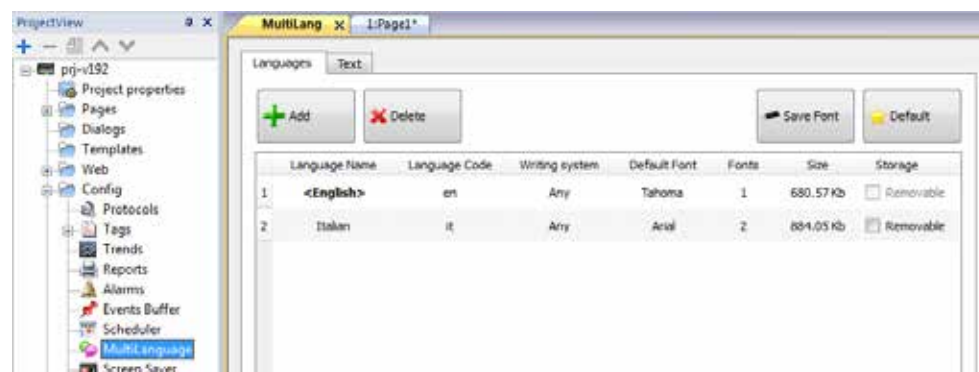 ProjectView
MultiLang
1:Page1*
prj-v192
Project properties
Pages
Dialogs
Templates
Web
Config
Protocols
Tags
Trends
Reports
Alarms
Events Buffer
Scheduler
MultiLanguage
Screen Saver
Languages Text
Add Delete Save Font Default
Language Name Language Code Writing system Default Font Fonts Size Storage
1 <English> en Any Tahoma 1 680.57 Kb Removable
2 Italian it Any Arial 2 884.05 Kb Removable